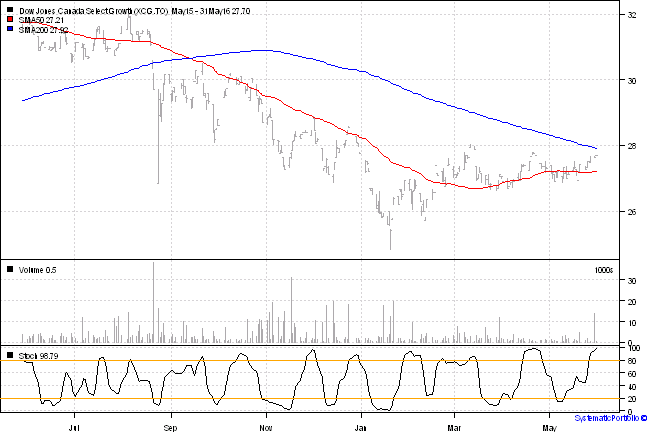 Dow Jones Canada Select Growth (XCG.TO) May15 - 31May16 27.70
SMA50 27.21
SMA200 27.92
32
30
28
26
Volume 0.5
1000s
30
20
10
0
Stoch 98.79
100
80
60
40
20
0
Jul Sep Nov Jan Mar May
SystematicPortfolio ©